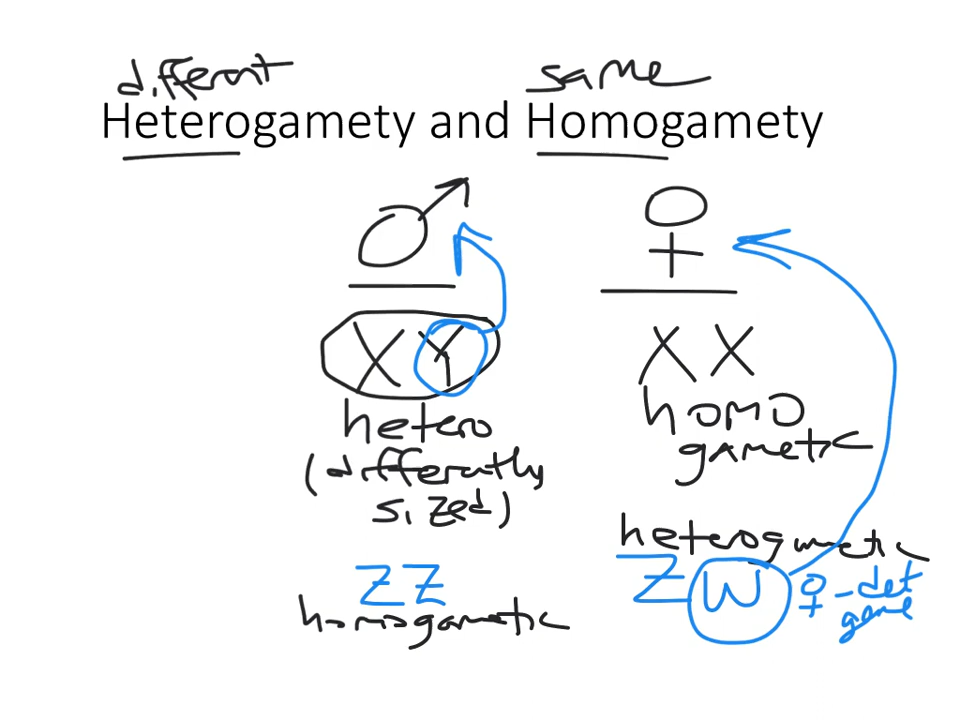 different same
Heterogamety and Homogamety
♂ ♀
XY XX
hetero homo
gametic
(differently
sized)
heterogametic
ZZ ZW ♀-det
homogametic gene